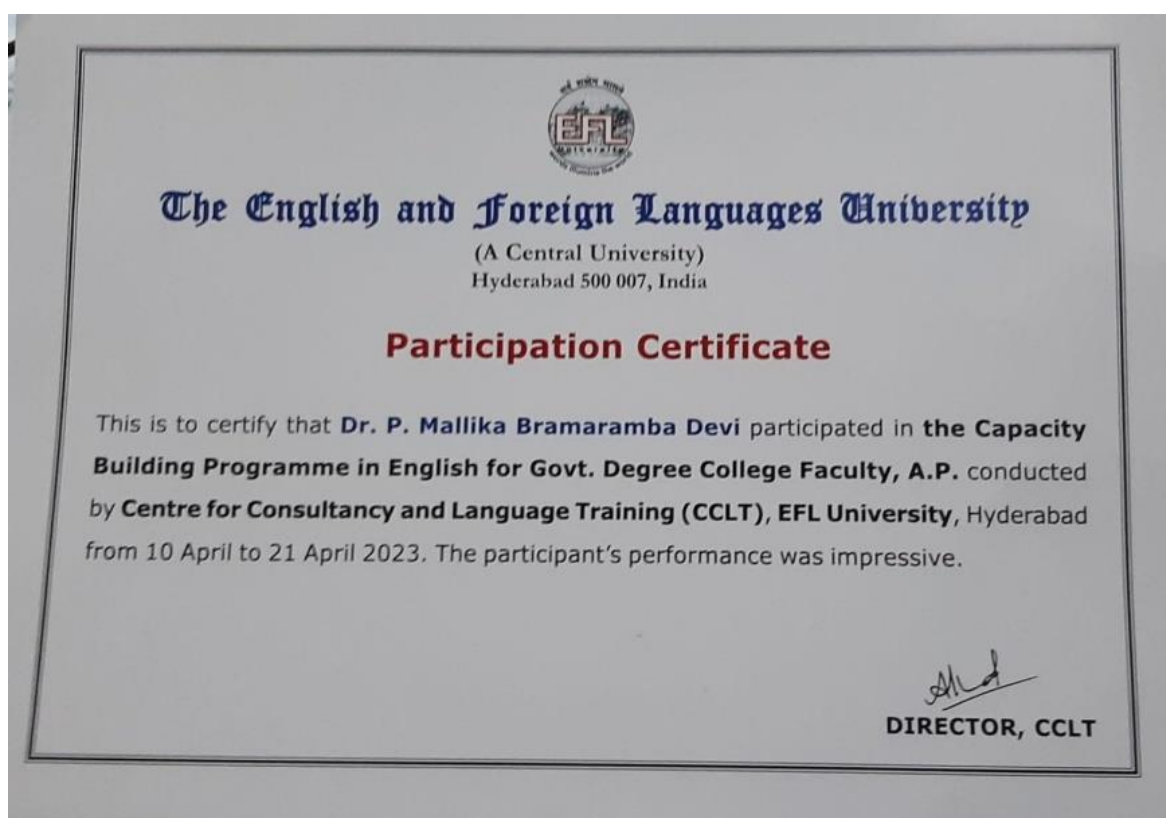 EFL
University
The English and Foreign Languages University
(A Central University)
Hyderabad 500 007, India
Participation Certificate
This is to certify that Dr. P. Mallika Bramaramba Devi participated in the Capacity
Building Programme in English for Govt. Degree College Faculty, A.P. conducted
by Centre for Consultancy and Language Training (CCLT), EFL University, Hyderabad
from 10 April to 21 April 2023. The participant's performance was impressive.
DIRECTOR, CCLT